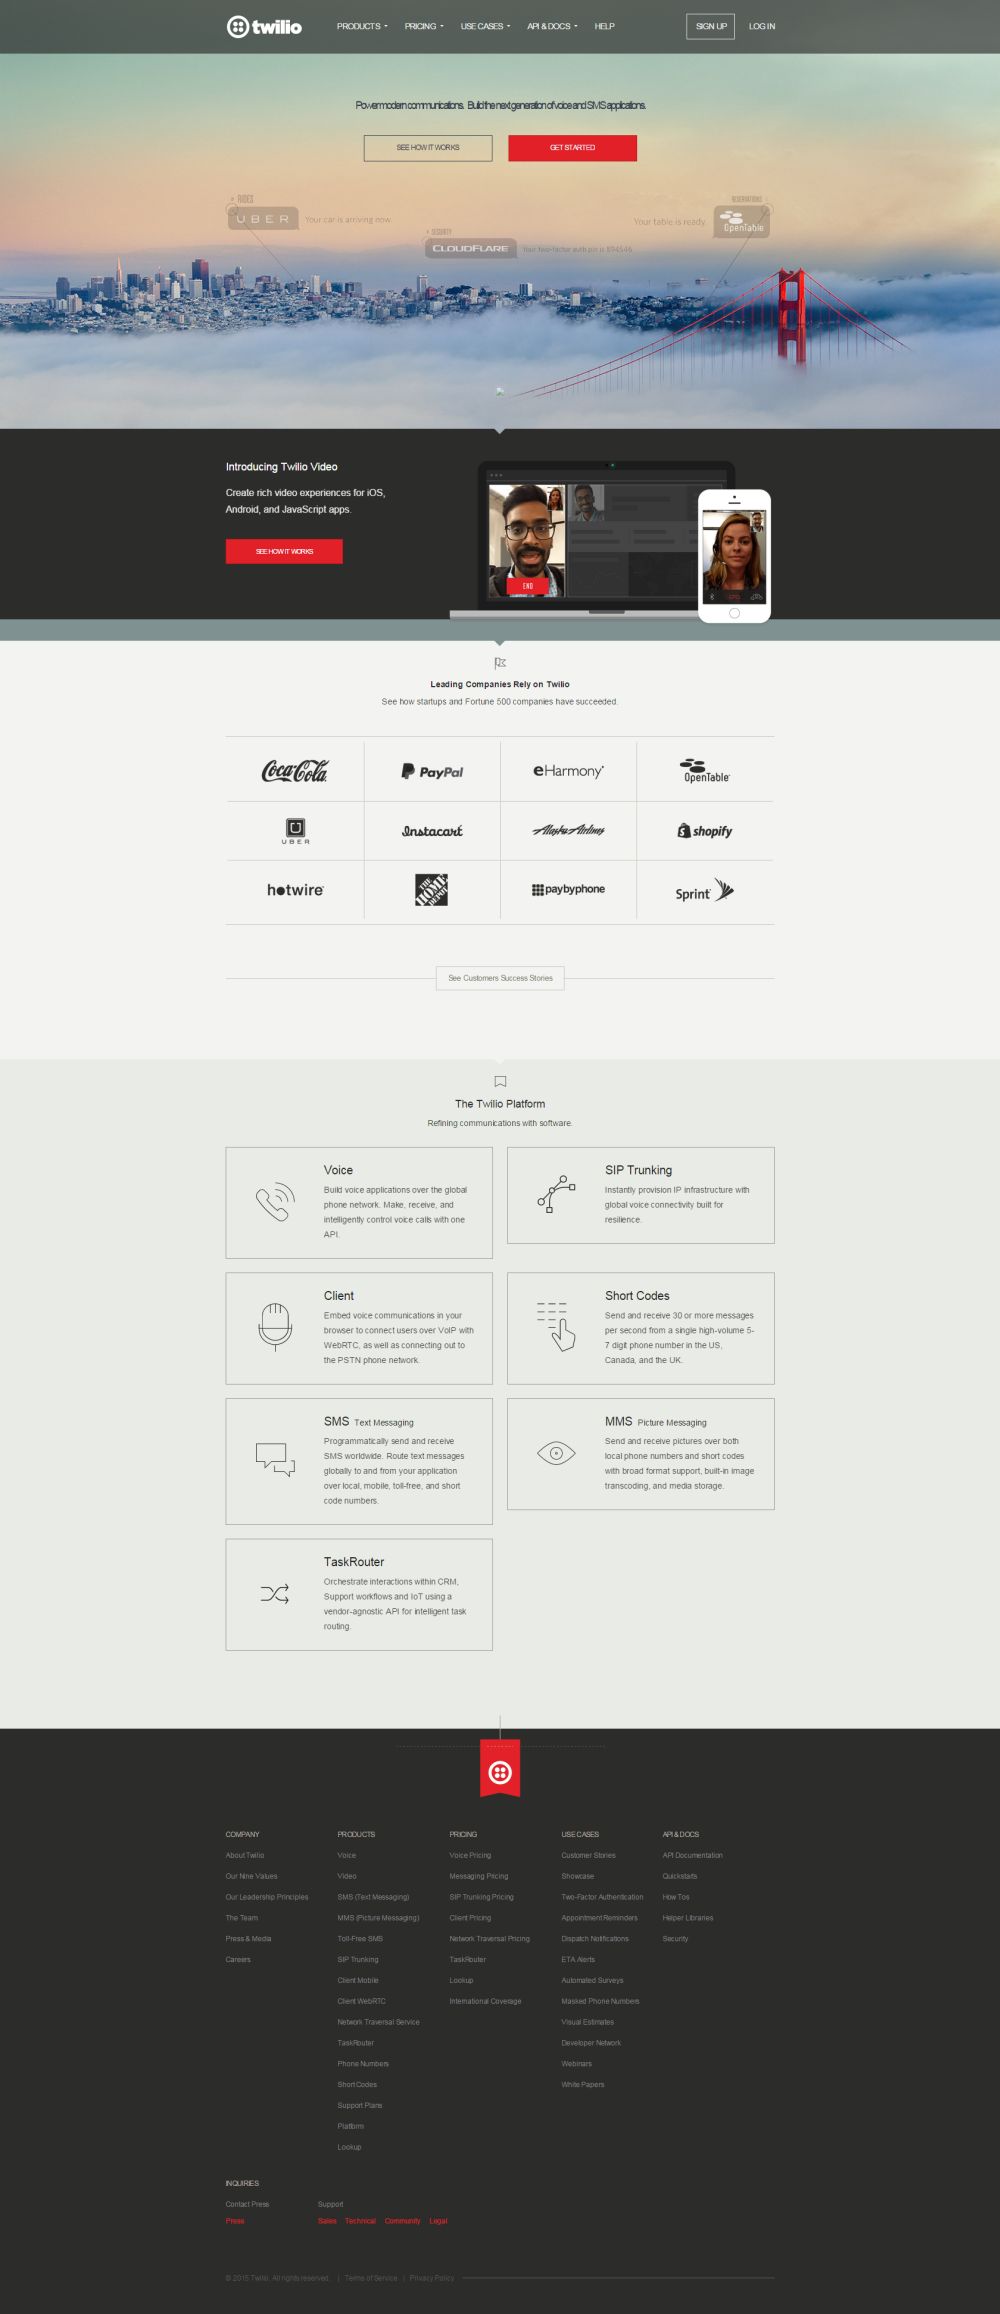 twilio PRODUCTS PRICING USE CASES API & DOCS HELP SIGN UP LOG IN
Power modern communications. Build the next generation of voice and SMS applications.
SEE HOW IT WORKS GET STARTED
RIDES RESERVATIONS
UBER Your car is arriving now. Your table is ready. OpenTable
SECURITY
CLOUDFLARE Your two-factor auth pin is 894546
Introducing Twilio Video
Create rich video experiences for iOS,
Android, and JavaScript apps.
SEE HOW IT WORKS
END
Leading Companies Rely on Twilio
See how startups and Fortune 500 companies have succeeded.
Coca-Cola PayPal eHarmony OpenTable
UBER Instacart Alaska Airlines shopify
hotwire THE HOME DEPOT paybyphone Sprint
See Customers Success Stories
The Twilio Platform
Refining communications with software.
Voice
Build voice applications over the global
phone network. Make, receive, and
intelligently control voice calls with one
API.
SIP Trunking
Instantly provision IP infrastructure with
global voice connectivity built for
resilience.
Client
Embed voice communications in your
browser to connect users over VoIP with
WebRTC, as well as connecting out to
the PSTN phone network.
Short Codes
Send and receive 30 or more messages
per second from a single high-volume 5-
7 digit phone number in the US,
Canada, and the UK.
SMS Text Messaging
Programmatically send and receive
SMS worldwide. Route text messages
globally to and from your application
over local, mobile, toll-free, and short
code numbers.
MMS Picture Messaging
Send and receive pictures over both
local phone numbers and short codes
with broad format support, built-in image
transcoding, and media storage.
TaskRouter
Orchestrate interactions within CRM,
Support workflows and IoT using a
vendor-agnostic API for intelligent task
routing.
COMPANY
About Twilio
Our Nine Values
Our Leadership Principles
The Team
Press & Media
Careers
PRODUCTS
Voice
Video
SMS (Text Messaging)
MMS (Picture Messaging)
Toll-Free SMS
SIP Trunking
Client Mobile
Client WebRTC
Network Traversal Service
TaskRouter
Phone Numbers
Short Codes
Support Plans
Platform
Lookup
PRICING
Voice Pricing
Messaging Pricing
SIP Trunking Pricing
Client Pricing
Network Traversal Pricing
TaskRouter
Lookup
International Coverage
USE CASES
Customer Stories
Showcase
Two-Factor Authentication
Appointment Reminders
Dispatch Notifications
ETA Alerts
Automated Surveys
Masked Phone Numbers
Visual Estimates
Developer Network
Webinars
White Papers
API & DOCS
API Documentation
Quickstarts
How Tos
Helper Libraries
Security
INQUIRIES
Contact Press Support
Press Sales Technical Community Legal
© 2015 Twilio. All rights reserved. | Terms of Service | Privacy Policy